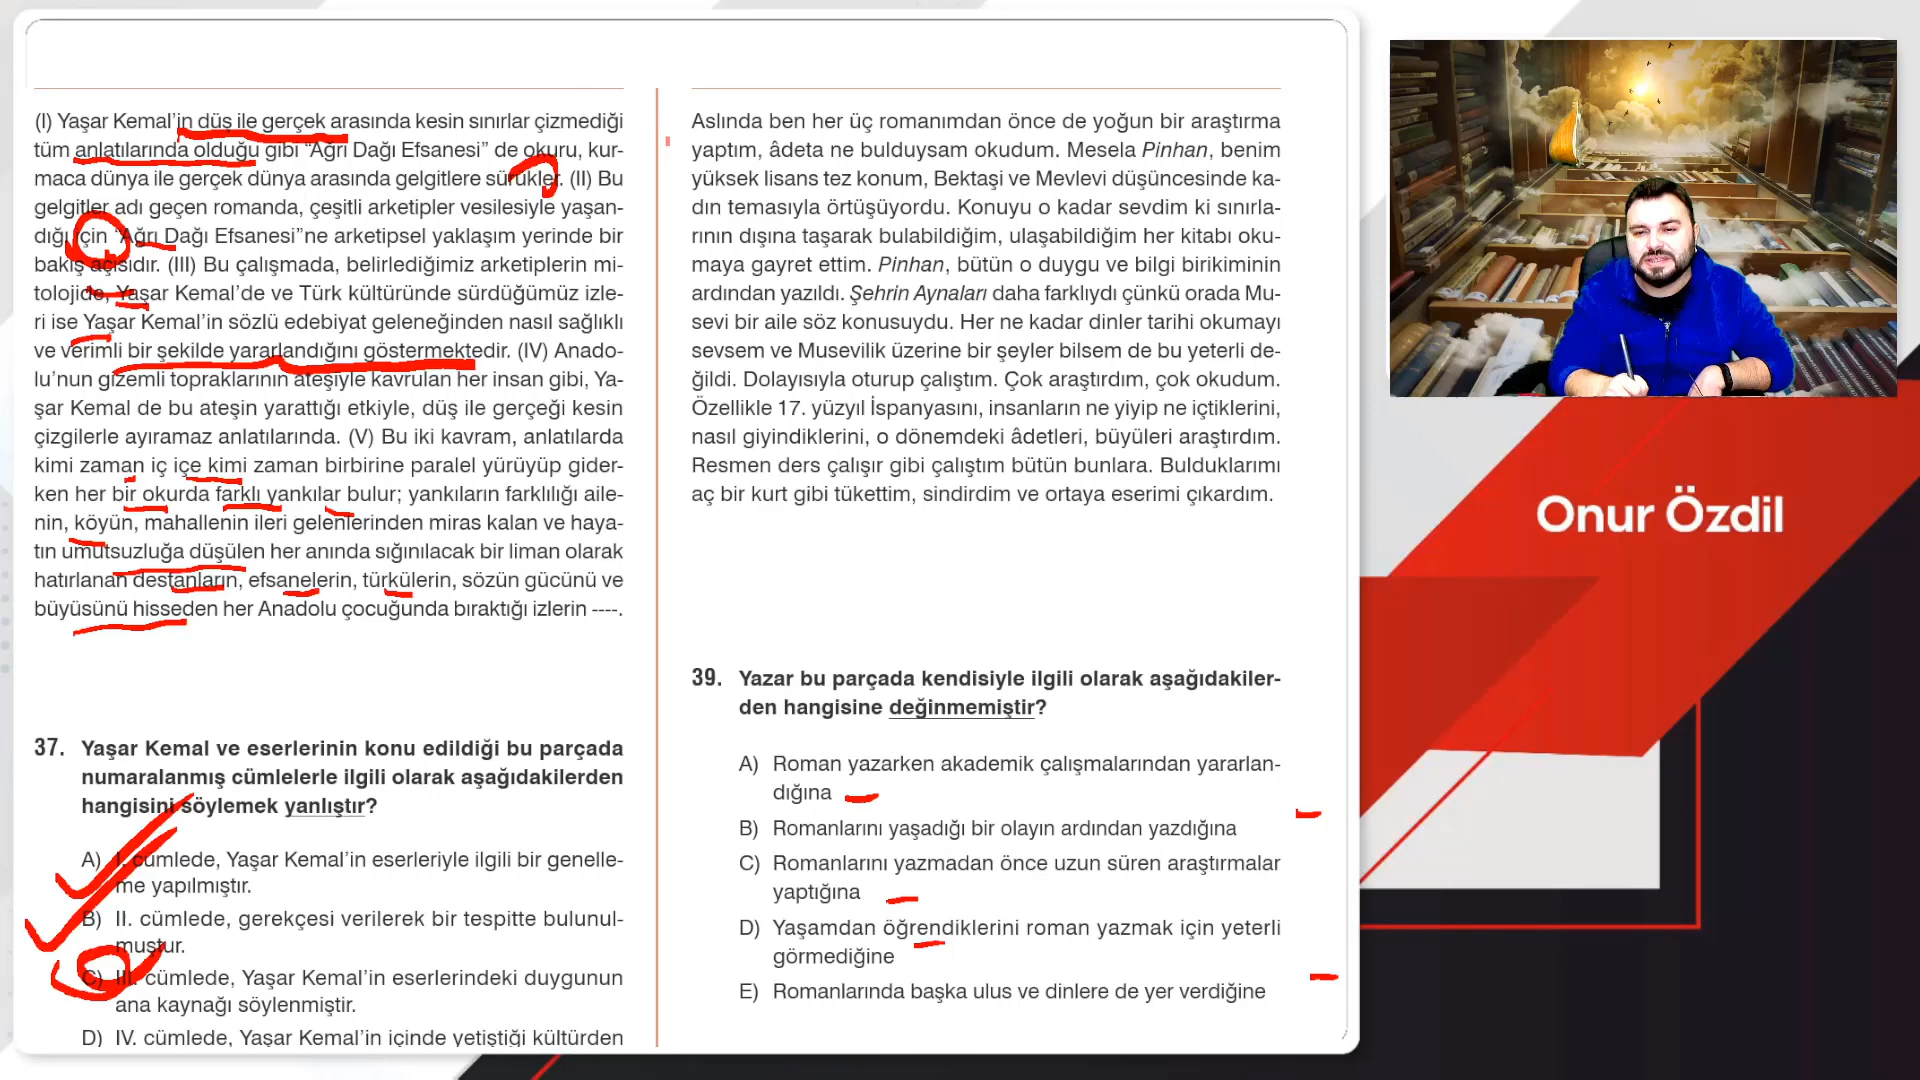 (I) Yaşar Kemal’in düş ile gerçek arasında kesin sınırlar çizmediği
tüm anlatılarında olduğu gibi “Ağrı Dağı Efsanesi” de okuru, kur-
maca dünya ile gerçek dünya arasında gelgitlere sürükler. (II) Bu
gelgitler adı geçen romanda, çeşitli arketipler vesilesiyle yaşan-
dığı için “Ağrı Dağı Efsanesi”ne arketipsel yaklaşım yerinde bir
bakış açısıdır. (III) Bu çalışmada, belirlediğimiz arketiplerin mi-
tolojide, Yaşar Kemal’de ve Türk kültüründe sürdüğümüz izle-
ri ise Yaşar Kemal’in sözlü edebiyat geleneğinden nasıl sağlıklı
ve verimli bir şekilde yararlandığını göstermektedir. (IV) Anado-
lu’nun gizemli topraklarının ateşiyle kavrulan her insan gibi, Ya-
şar Kemal de bu ateşin yarattığı etkiyle, düş ile gerçeği kesin
çizgilerle ayıramaz anlatılarında. (V) Bu iki kavram, anlatılarda
kimi zaman iç içe kimi zaman birbirine paralel yürüyüp gider-
ken her bir okurda farklı yankılar bulur; yankıların farklılığı aile-
nin, köyün, mahallenin ileri gelenlerinden miras kalan ve haya-
tın umutsuzluğa düşülen her anında sığınılacak bir liman olarak
hatırlanan destanların, efsanelerin, türkülerin, sözün gücünü ve
büyüsünü hisseden her Anadolu çocuğunda bıraktığı izlerin ----.
37. Yaşar Kemal ve eserlerinin konu edildiği bu parçada
numaralanmış cümlelerle ilgili olarak aşağıdakilerden
hangisini söylemek yanlıştır?
A) I. cümlede, Yaşar Kemal’in eserleriyle ilgili bir genelle-
me yapılmıştır.
B) II. cümlede, gerekçesi verilerek bir tespitte bulunul-
muştur.
C) III. cümlede, Yaşar Kemal’in eserlerindeki duygunun
ana kaynağı söylenmiştir.
D) IV. cümlede, Yaşar Kemal’in içinde yetiştiği kültürden
Aslında ben her üç romanımdan önce de yoğun bir araştırma
yaptım, âdeta ne bulduysam okudum. Mesela Pinhan, benim
yüksek lisans tez konum, Bektaşi ve Mevlevi düşüncesinde ka-
dın temasıyla örtüşüyordu. Konuyu o kadar sevdim ki sınırla-
rının dışına taşarak bulabildiğim, ulaşabildiğim her kitabı oku-
maya gayret ettim. Pinhan, bütün o duygu ve bilgi birikiminin
ardından yazıldı. Şehrin Aynaları daha farklıydı çünkü orada Mu-
sevi bir aile söz konusuydu. Her ne kadar dinler tarihi okumayı
sevsem ve Musevilik üzerine bir şeyler bilsem de bu yeterli de-
ğildi. Dolayısıyla oturup çalıştım. Çok araştırdım, çok okudum.
Özellikle 17. yüzyıl İspanyasını, insanların ne yiyip ne içtiklerini,
nasıl giyindiklerini, o dönemdeki âdetleri, büyüleri araştırdım.
Resmen ders çalışır gibi çalıştım bütün bunlara. Bulduklarımı
aç bir kurt gibi tükettim, sindirdim ve ortaya eserimi çıkardım.
39. Yazar bu parçada kendisiyle ilgili olarak aşağıdakiler-
den hangisine değinmemiştir?
A) Roman yazarken akademik çalışmalarından yararlan-
dığına
B) Romanlarını yaşadığı bir olayın ardından yazdığına
C) Romanlarını yazmadan önce uzun süren araştırmalar
yaptığına
D) Yaşamdan öğrendiklerini roman yazmak için yeterli
görmediğine
E) Romanlarında başka ulus ve dinlere de yer verdiğine
Onur Özdil